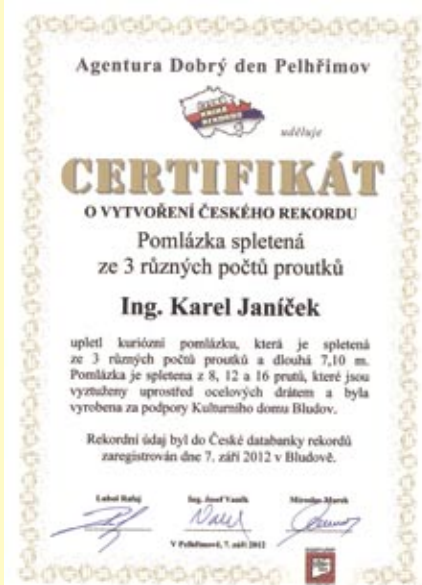 Agentura Dobrý den Pelhřimov
ČESKÁ
KNIHA
REKORDŮ
uděluje
CERTIFIKÁT
O VYTVOŘENÍ ČESKÉHO REKORDU
Pomlázka spletená
ze 3 různých počtů proutků
Ing. Karel Janíček
upletl kuriózní pomlázku, která je spletená
ze 3 různých počtů proutků a dlouhá 7,10 m.
Pomlázka je spletena z 8, 12 a 16 prutů, které jsou
vyztuženy uprostřed ocelových drátem a byla
vyrobena za podpory Kulturního domu Bludov.
Rekordní údaj byl do České databanky rekordů
zaregistrován dne 7. září 2012 v Bludově.
Luboš Rafaj Ing. Josef Vaněk Miroslav Marek
V Pelhřimově, 7. září 2012